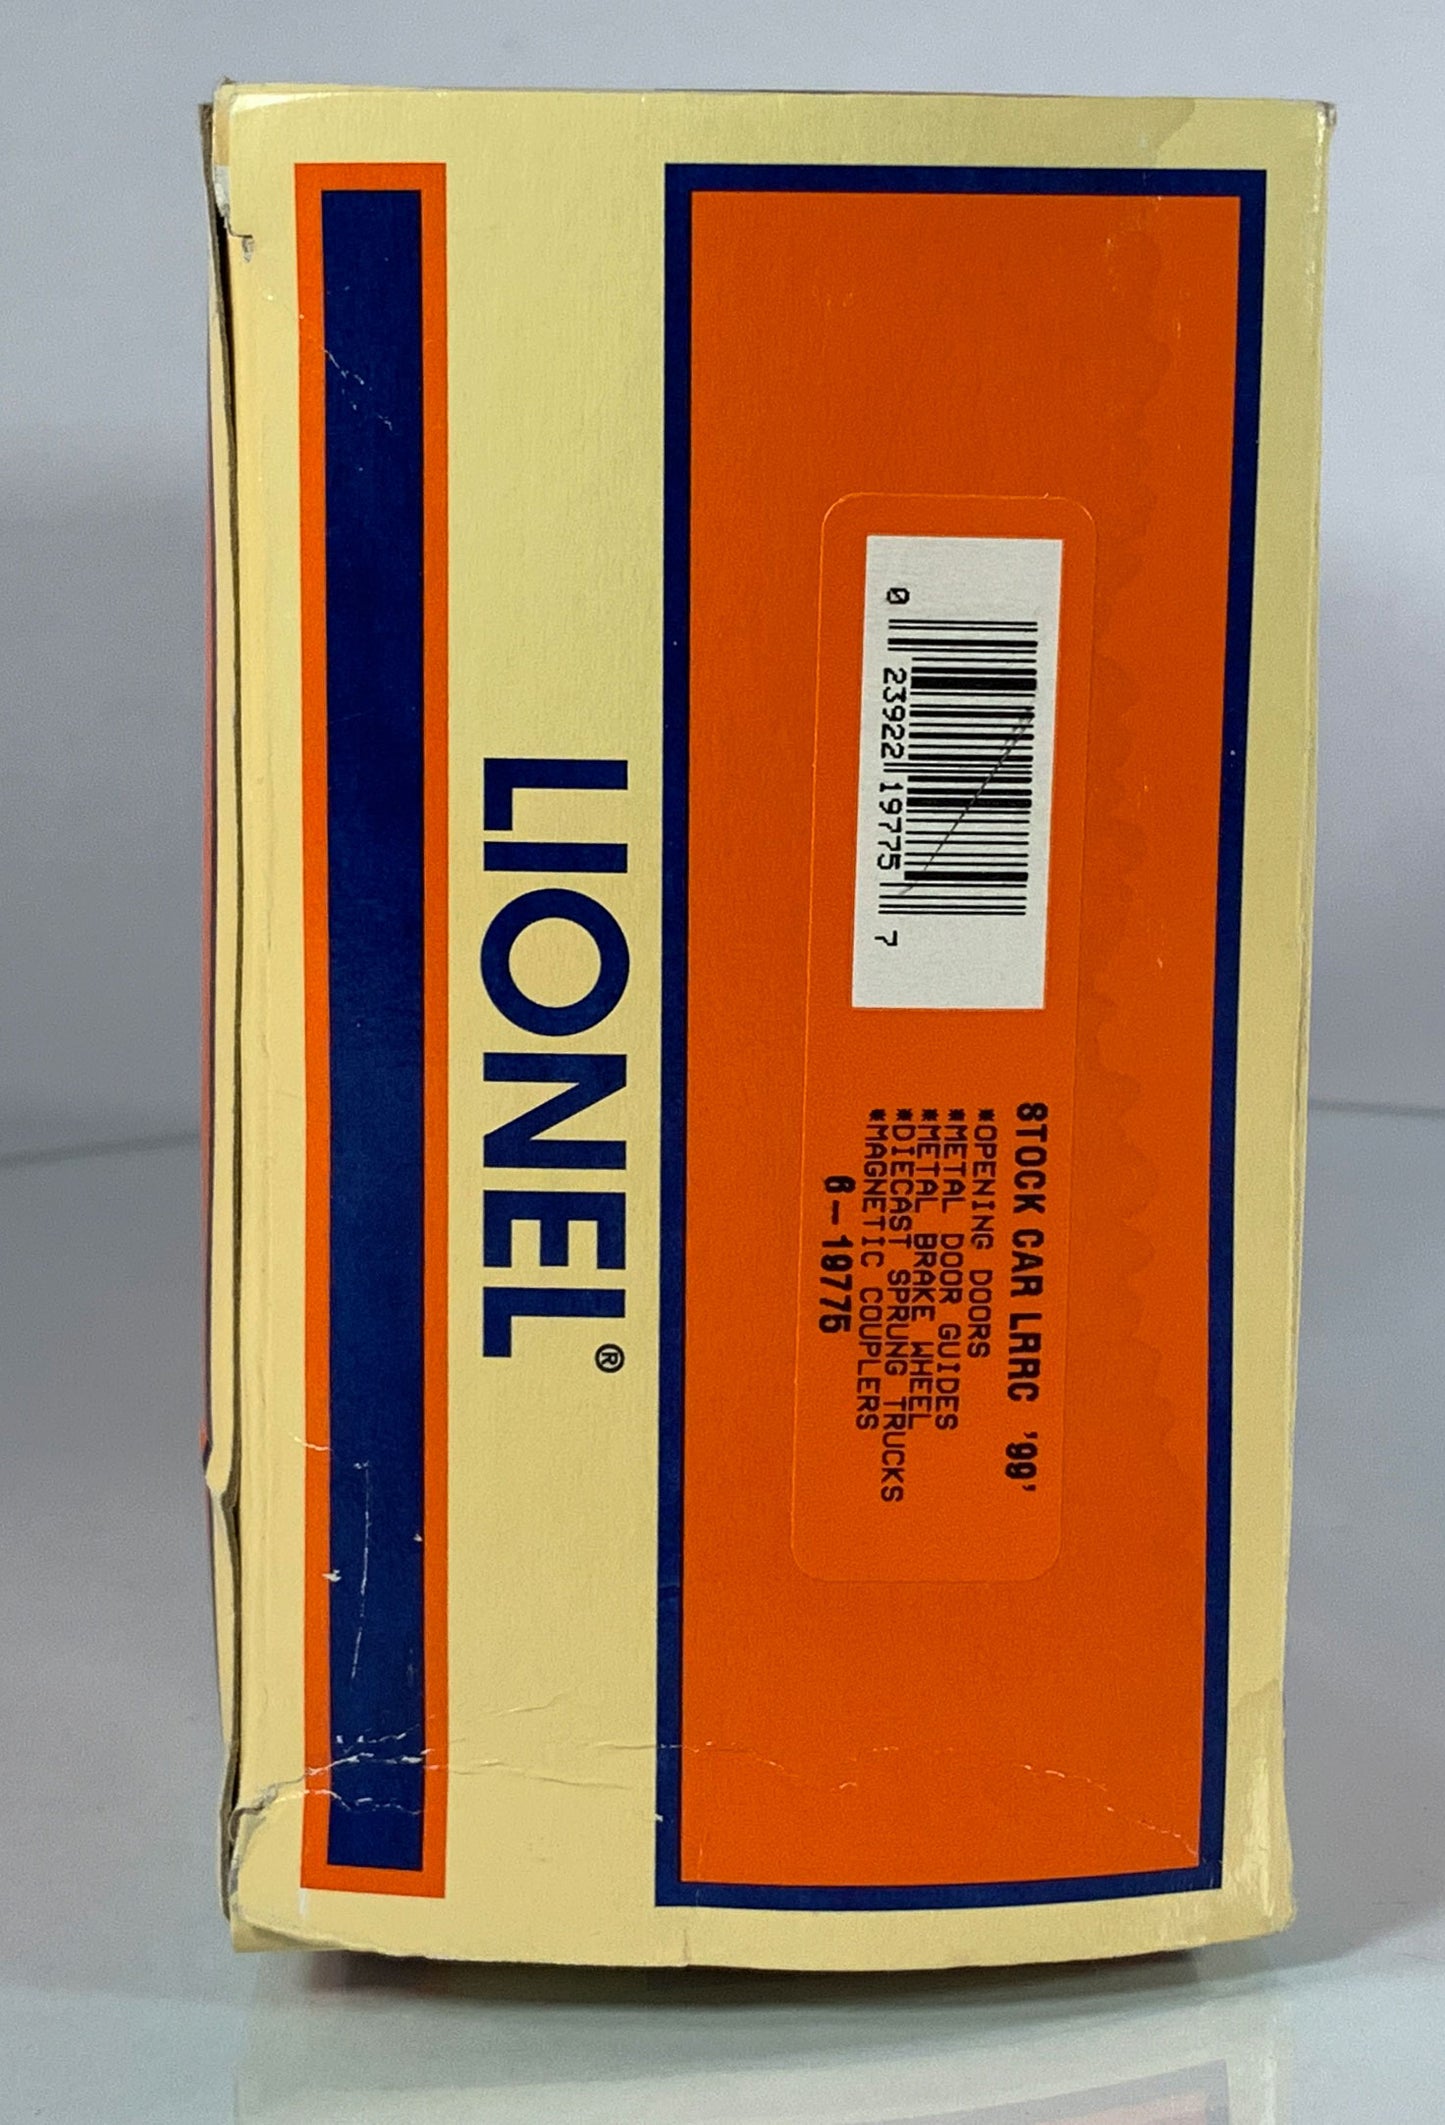 0 23922 19775 7
STOCK CAR LRRC '99'
*OPENING DOORS
*METAL DOOR GUIDES
*METAL BRAKE WHEEL
*DIECAST SPRUNG TRUCKS
*MAGNETIC COUPLERS
6-19775
LIONEL®